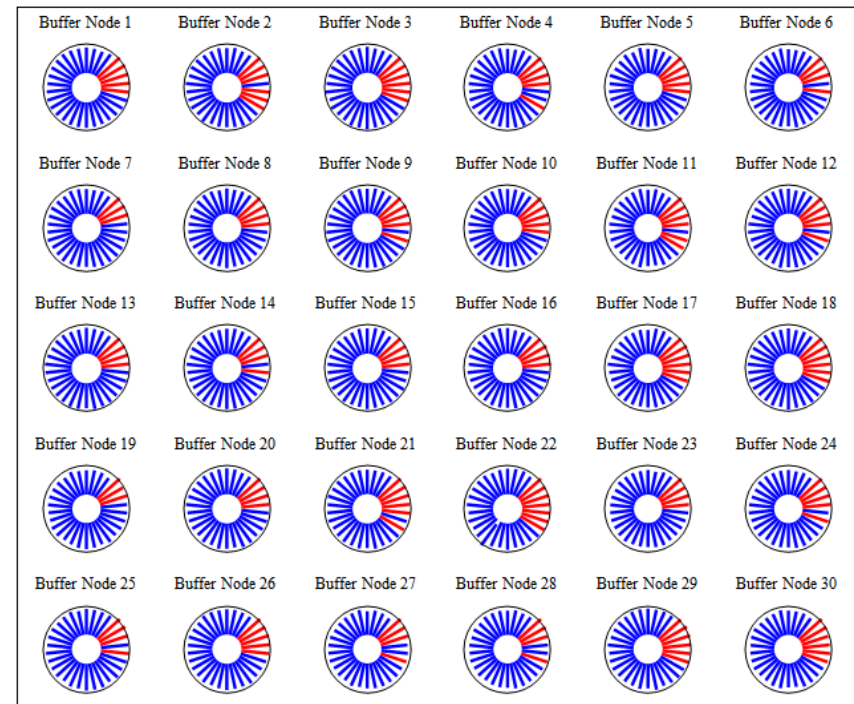 Buffer Node 1 Buffer Node 2 Buffer Node 3 Buffer Node 4 Buffer Node 5 Buffer Node 6
Buffer Node 7 Buffer Node 8 Buffer Node 9 Buffer Node 10 Buffer Node 11 Buffer Node 12
Buffer Node 13 Buffer Node 14 Buffer Node 15 Buffer Node 16 Buffer Node 17 Buffer Node 18
Buffer Node 19 Buffer Node 20 Buffer Node 21 Buffer Node 22 Buffer Node 23 Buffer Node 24
Buffer Node 25 Buffer Node 26 Buffer Node 27 Buffer Node 28 Buffer Node 29 Buffer Node 30